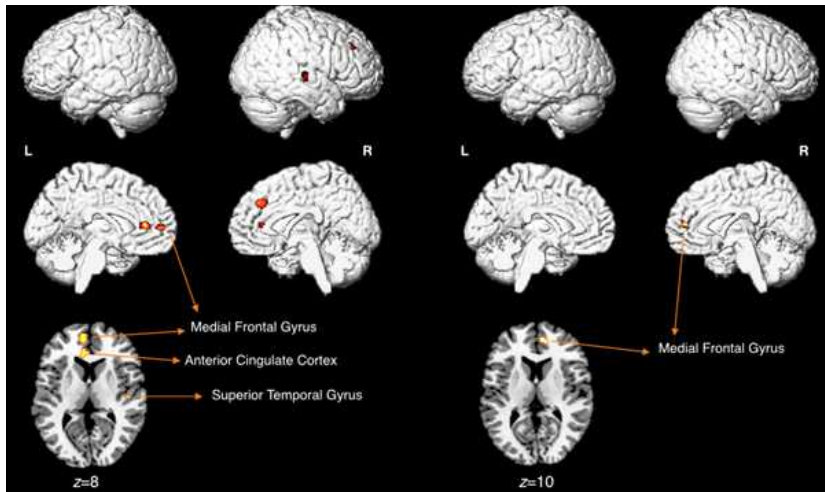 L
R
L
R
Medial Frontal Gyrus
Anterior Cingulate Cortex
Superior Temporal Gyrus
Medial Frontal Gyrus
z=8
z=10